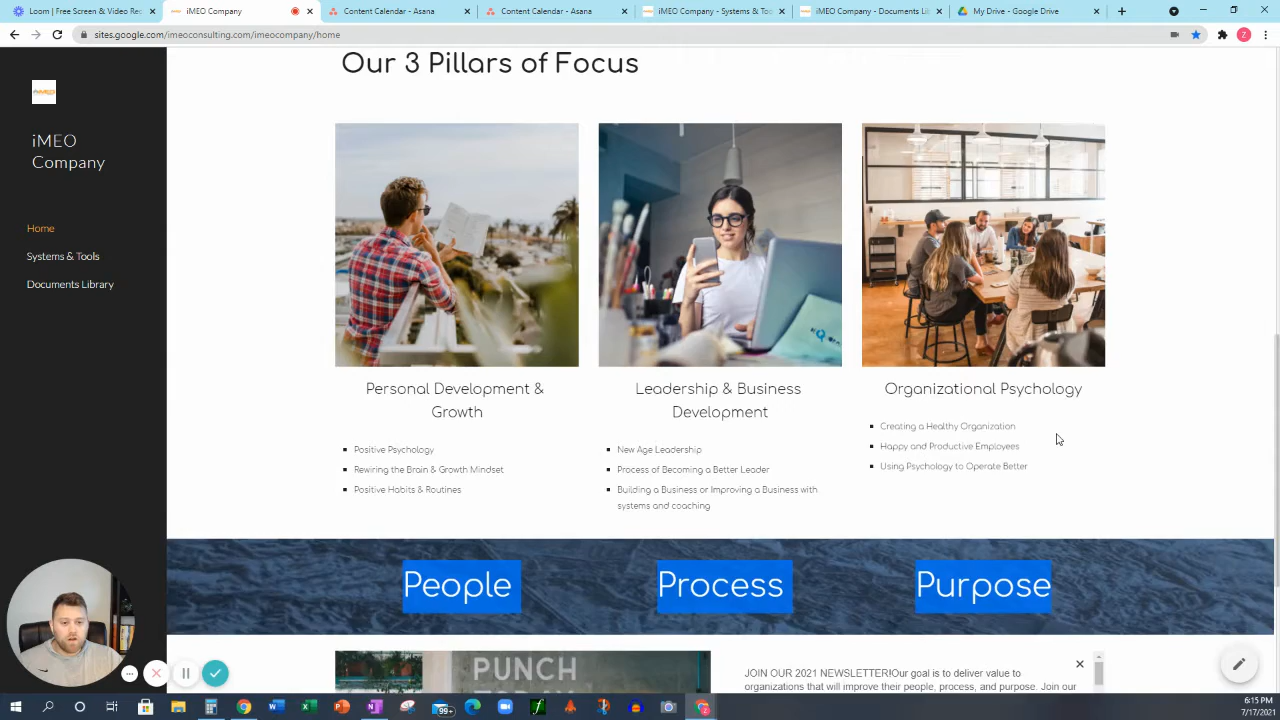 Loom | Free Screen & Video Re
iMEO Company
Content Calendar - Asana
Content Calendar - Asana
iMEO Company - Systems & To
iMEO Company - Documents Li
My Drive - Google Drive
sites.google.com/imeoconsulting.com/imeocompany/home
Z
iMEO
Company
Home
Systems & Tools
Documents Library
Our 3 Pillars of Focus
Personal Development &
Growth
Positive Psychology
Rewiring the Brain & Growth Mindset
Positive Habits & Routines
Leadership & Business
Development
New Age Leadership
Process of Becoming a Better Leader
Building a Business or Improving a Business with
systems and coaching
Organizational Psychology
Creating a Healthy Organization
Happy and Productive Employees
Using Psychology to Operate Better
People
Process
Purpose
PUNCH
JOIN OUR 2021 NEWSLETTER!Our goal is to deliver value to
organizations that will improve their people, process, and purpose. Join our
99+
6:15 PM
7/17/2021